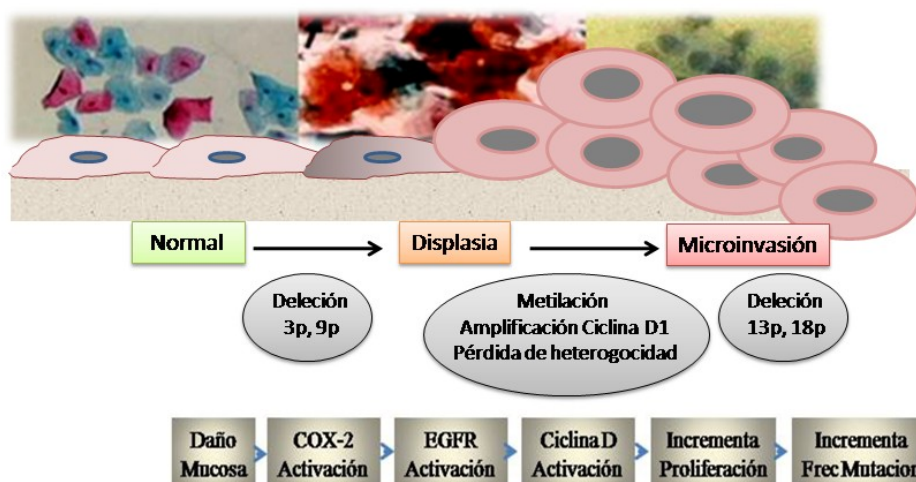 Normal
Displasia
Microinvasión
Deleción
3p, 9p
Metilación
Amplificación Ciclina D1
Pérdida de heterogocidad
Deleción
13p, 18p
Daño
Mucosa
COX-2
Activación
EGFR
Activación
Ciclina D
Activación
Incrementa
Proliferación
Incrementa
Frec Mutacion